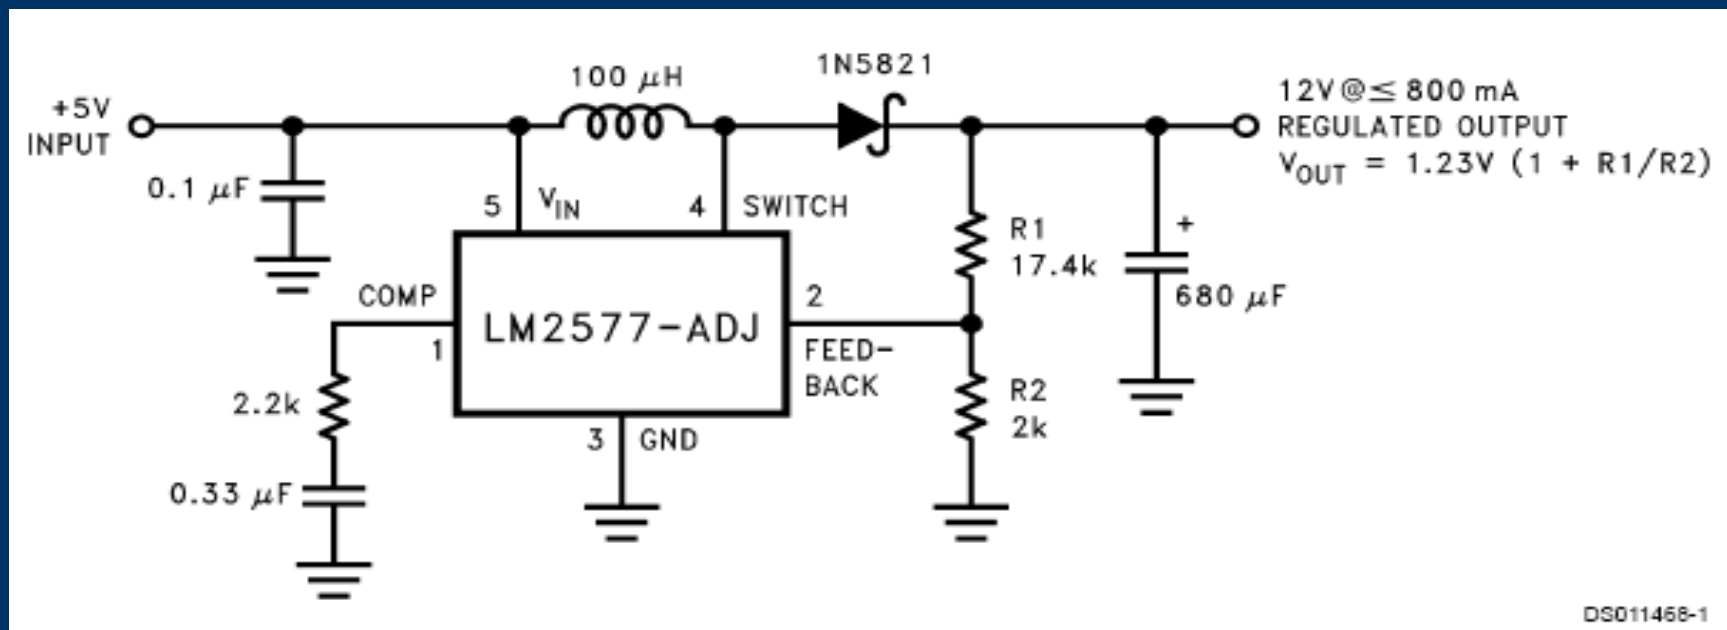 +5V
INPUT
0.1 μF
100 μH
1N5821
12V@≤ 800 mA
REGULATED OUTPUT
VOUT = 1.23V (1 + R1/R2)
5
VIN
4
SWITCH
R1
17.4k
+
680 μF
COMP
1
LM2577-ADJ
2
FEED-
BACK
2.2k
0.33 μF
3
GND
R2
2k
DS011468-1